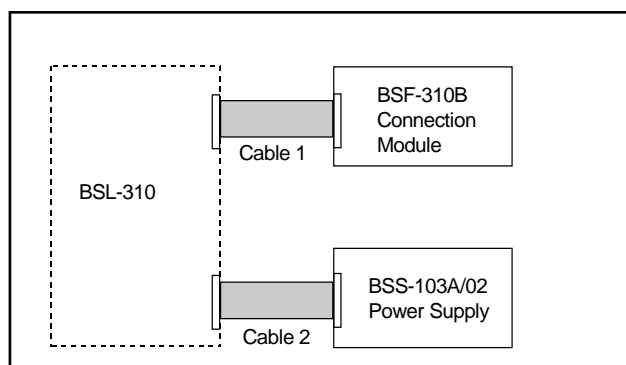 BSF-310B
Connection
Module
Cable 1
BSL-310
BSS-103A/02
Power Supply
Cable 2